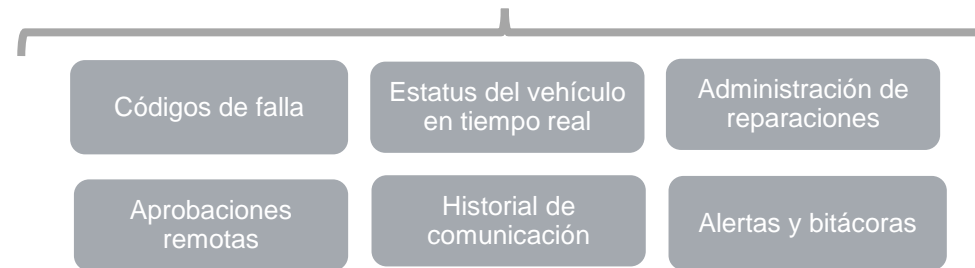 Códigos de falla
Estatus del vehículo
en tiempo real
Administración de
reparaciones
Aprobaciones
remotas
Historial de
comunicación
Alertas y bitácoras